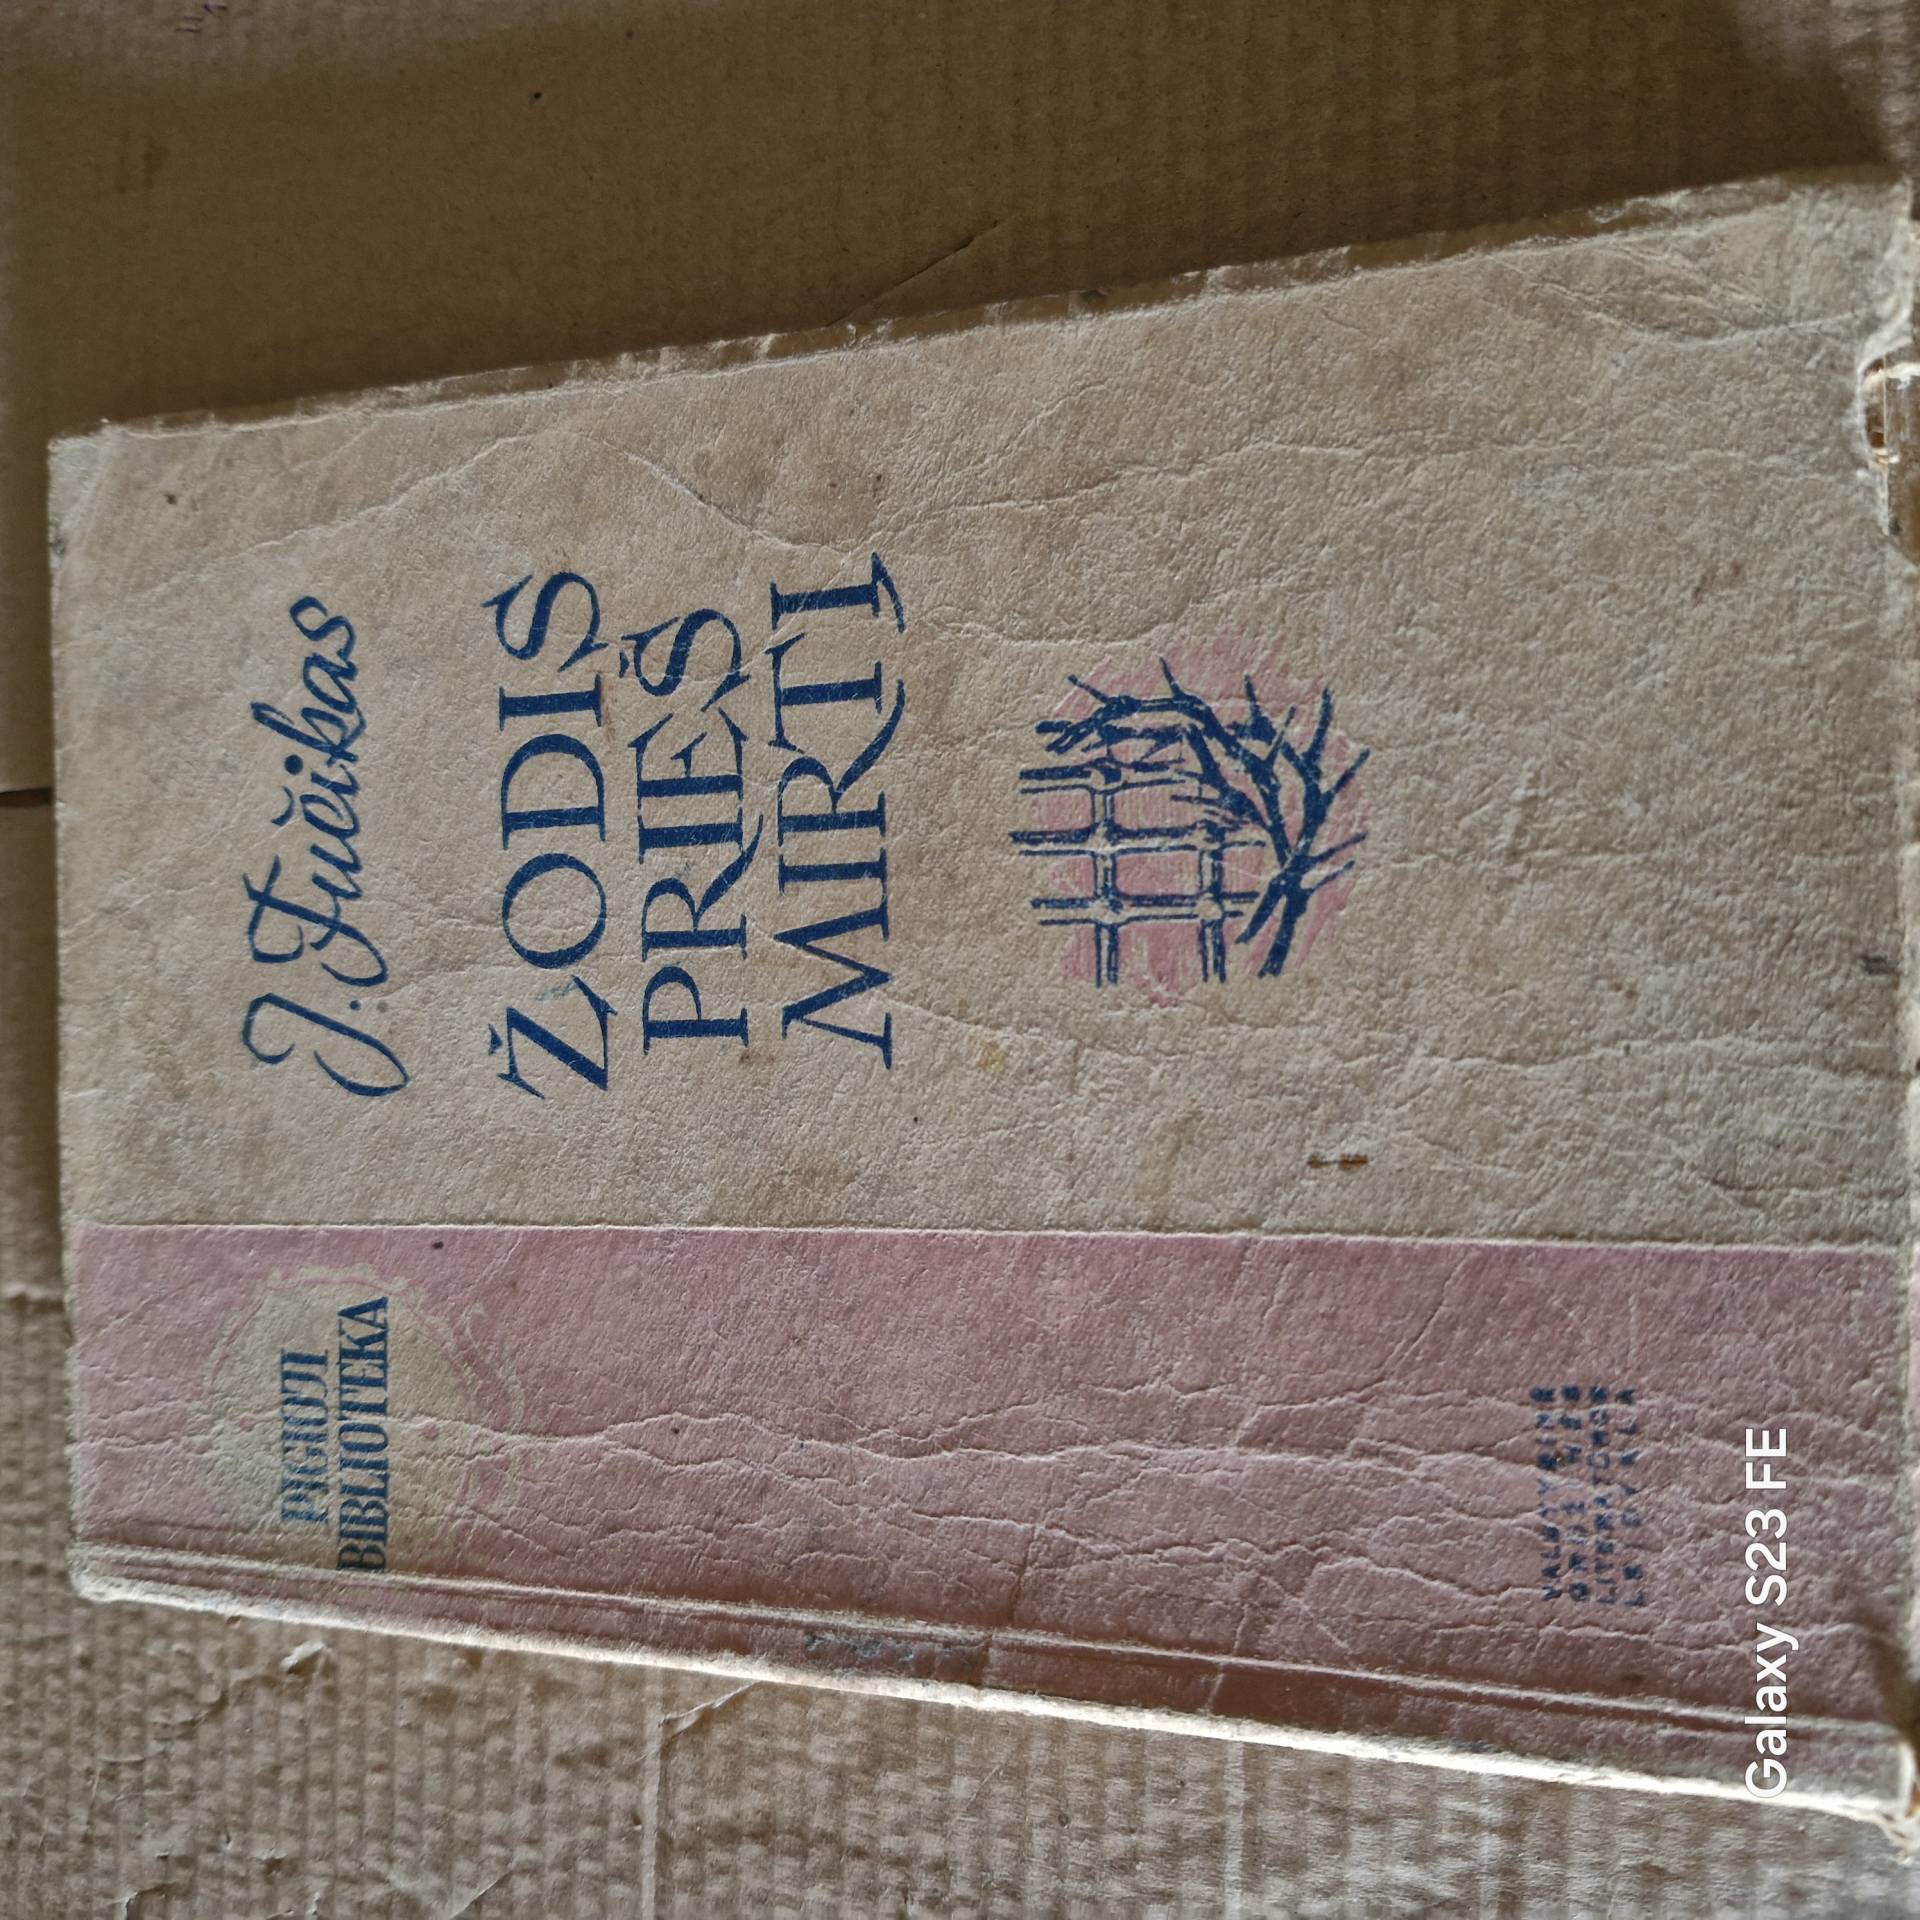 J. Fučikas
ŽODIS
PRIEŠ
MIRTĮ
PIGIOJI
BIBLIOTEKA
VALSTYBINĖ
GROŽINĖS
LITERATŪROS
LEIDYKLA
Galaxy S23 FE